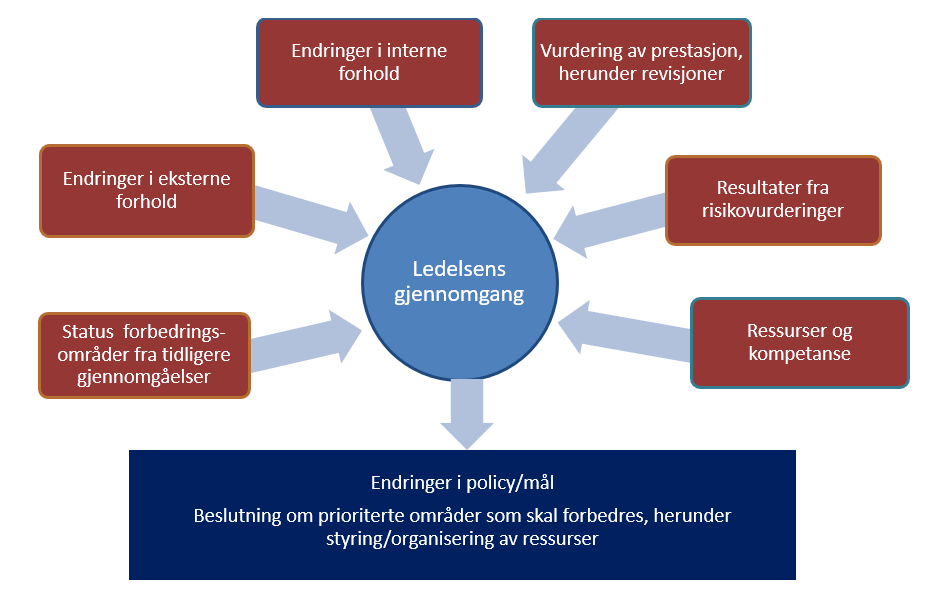 Endringer i interne
forhold
Vurdering av prestasjon,
herunder revisjoner
Endringer i eksterne
forhold
Resultater fra
risikovurderinger
Ledelsens
gjennomgang
Status forbedrings-
områder fra tidligere
gjennomgåelser
Ressurser og
kompetanse
Endringer i policy/mål
Beslutning om prioriterte områder som skal forbedres, herunder
styring/organisering av ressurser